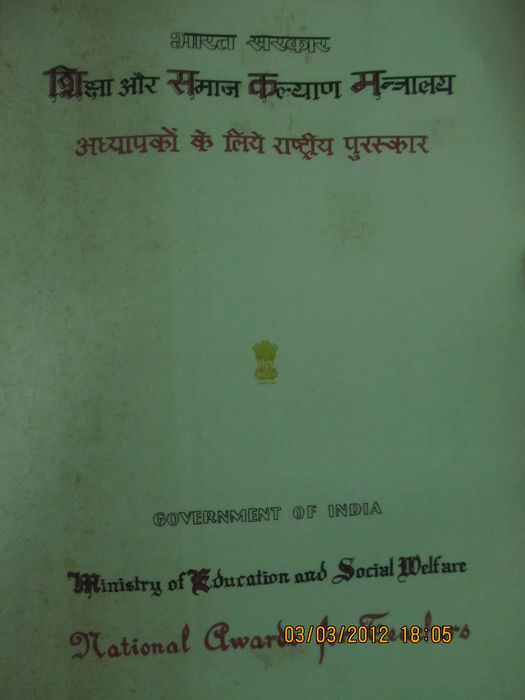 भारत सरकार
शिक्षा और समाज कल्याण मन्त्रालय
अध्यापकों के लिये राष्ट्रीय पुरस्कार
GOVERNMENT OF INDIA
Ministry of Education and Social Welfare
National Awards for Teachers
03/03/2012 18:05